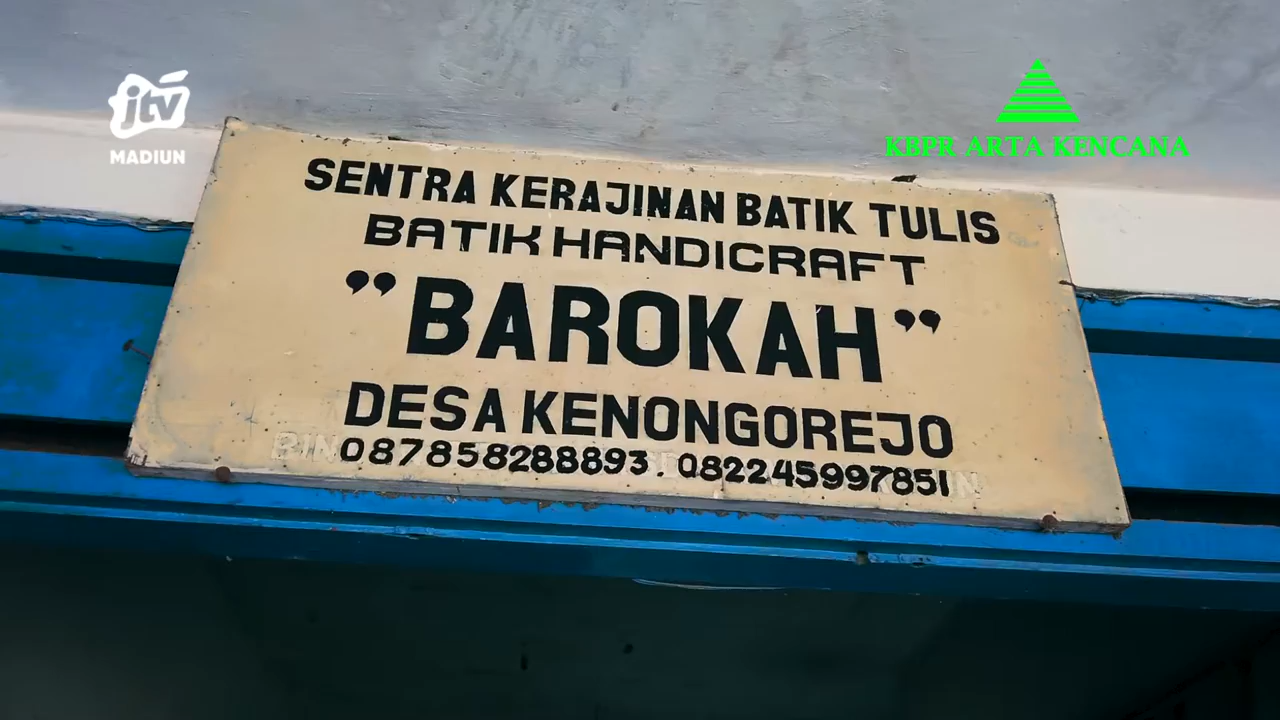 jtv
MADIUN
KBPR ARTA KENCANA
SENTRA KERAJINAN BATIK TULIS
BATIK HANDICRAFT
"BAROKAH"
DESA KENONGOREJO
087858288893. 082245997851